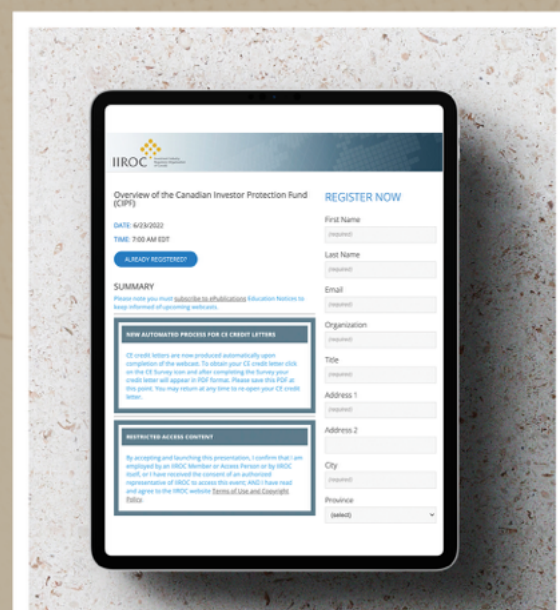 IIROC
Overview of the Canadian Investor Protection Fund
(CIPF)
DATE: 6/23/2022
TIME: 7:00 AM EDT
ALREADY REGISTERED?
SUMMARY
Please note you must subscribe to ePublications Education Notices to
keep informed of upcoming webcasts.
NEW AUTOMATED PROCESS FOR CE CREDIT LETTERS
CE credit letters are now produced automatically upon
completion of the webcast. To obtain your CE credit letter click
on the CE Survey icon and after completing the Survey your
credit letter will appear in PDF format. Please save this PDF at
this point. You may return at any time to re-open your CE credit
letter.
RESTRICTED ACCESS CONTENT
By accepting and launching this presentation, I confirm that I am
employed by an IIROC Member or Access Person or by IIROC
itself, or I have received the consent of an authorized
representative of IIROC to access this event; AND I have read
and agree to the IIROC website Terms of Use and Copyright
Policy.
REGISTER NOW
First Name
(required)
Last Name
(required)
Email
(required)
Organization
(required)
Title
(required)
Address 1
(required)
Address 2
City
(required)
Province
(select)